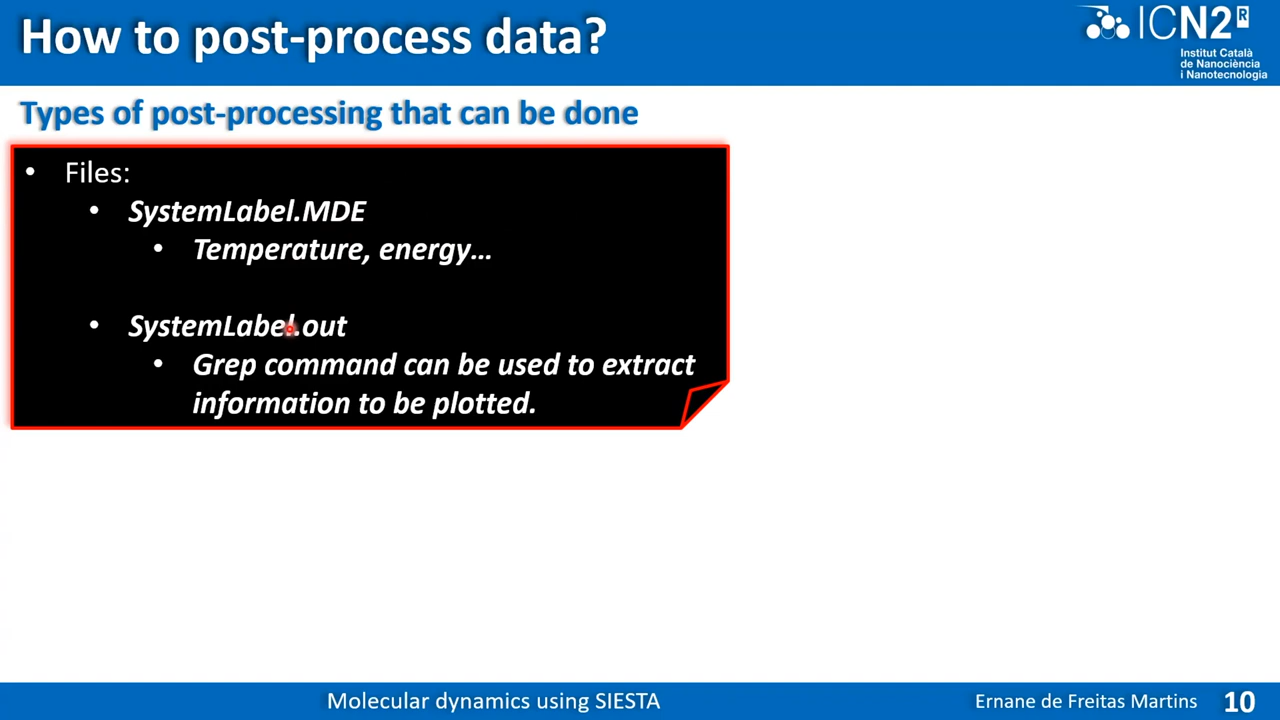 How to post-process data?
ICN2R
Institut Català
de Nanociència
i Nanotecnologia
Types of post-processing that can be done
• Files:
• SystemLabel.MDE
• Temperature, energy...
• SystemLabel.out
• Grep command can be used to extract
information to be plotted.
Molecular dynamics using SIESTA
Ernane de Freitas Martins 10